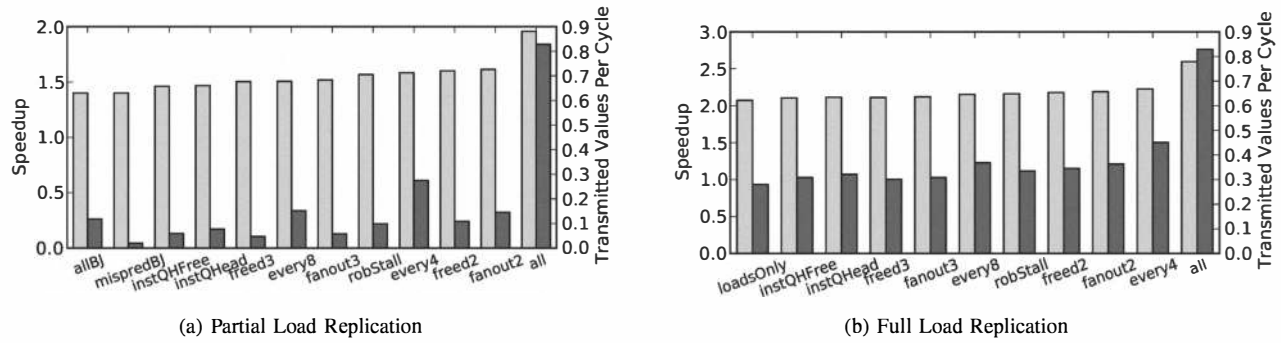 2.0
1.5
1.0
0.5
0.0
Speedup
0.9
0.8
0.7
0.6
0.5
0.4
0.3
0.2
0.1
0.0
Transmitted Values Per Cycle
allBJ
mispredBJ
instQHFree
instQHead
freed3
every8
fanout3
robStall
every4
freed2
fanout2
all
(a) Partial Load Replication
3.0
2.5
2.0
1.5
1.0
0.5
0.0
Speedup
0.9
0.8
0.7
0.6
0.5
0.4
0.3
0.2
0.1
0.0
Transmitted Values Per Cycle
loadsOnly
instQHFree
instQHead
freed3
fanout3
every8
robStall
freed2
fanout2
every4
all
(b) Full Load Replication